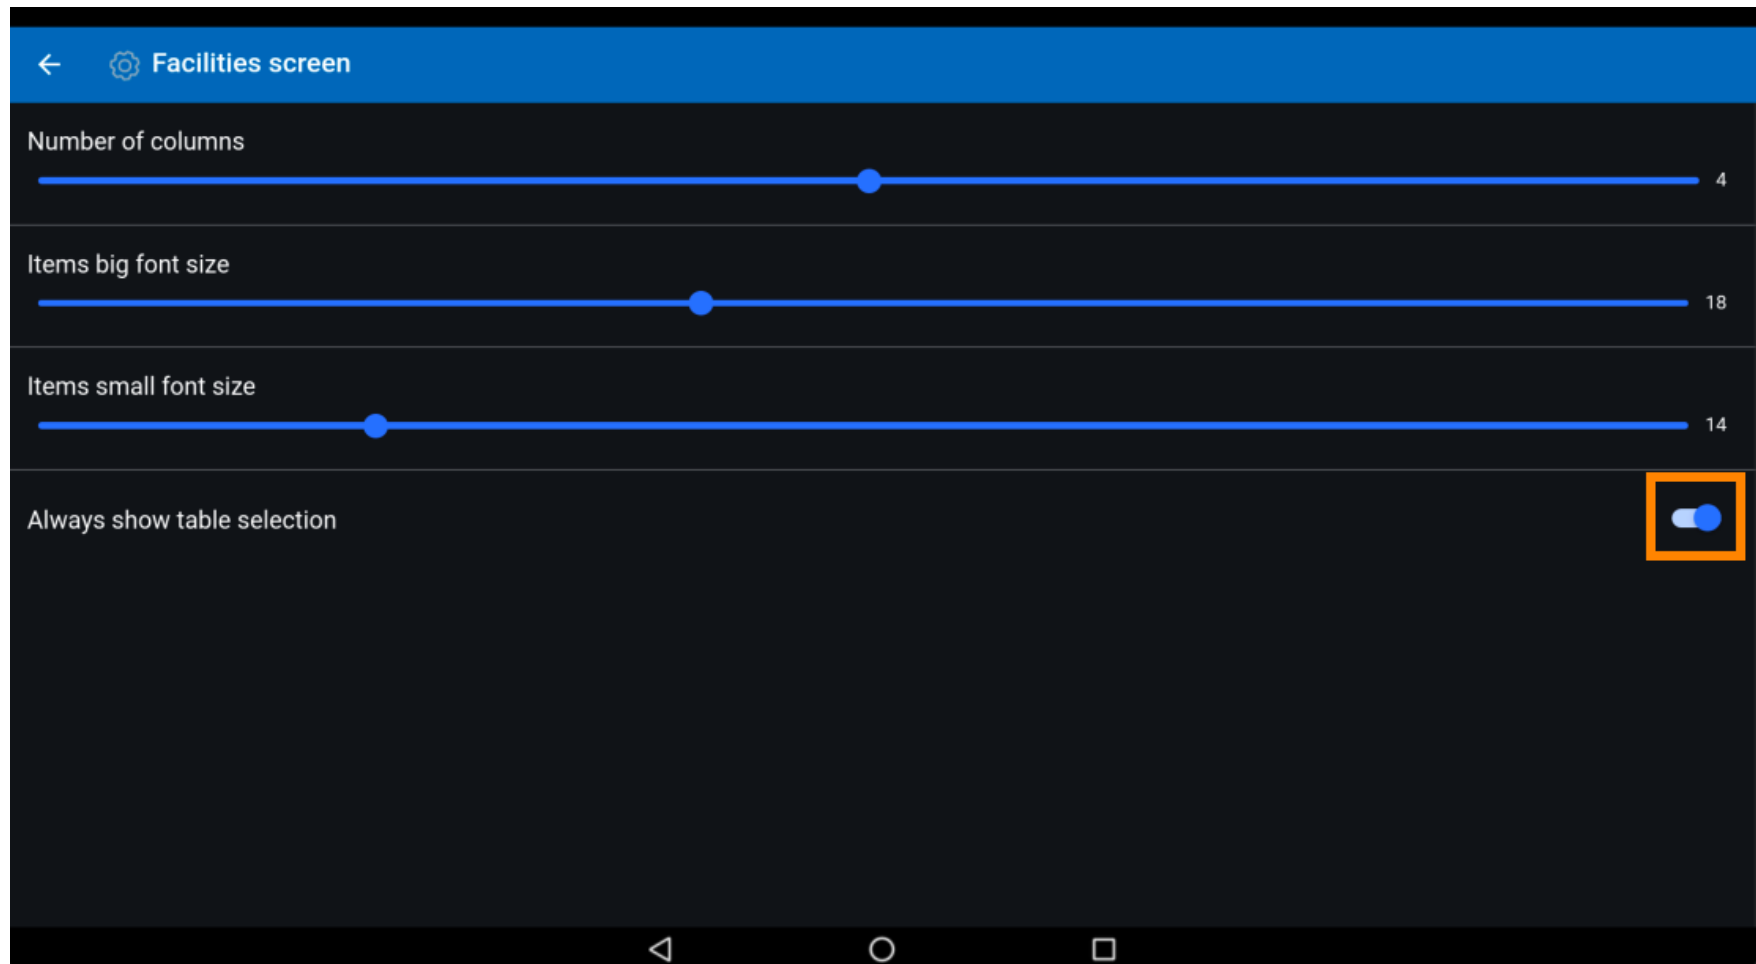 Facilities screen
Number of columns
4
Items big font size
18
Items small font size
14
Always show table selection